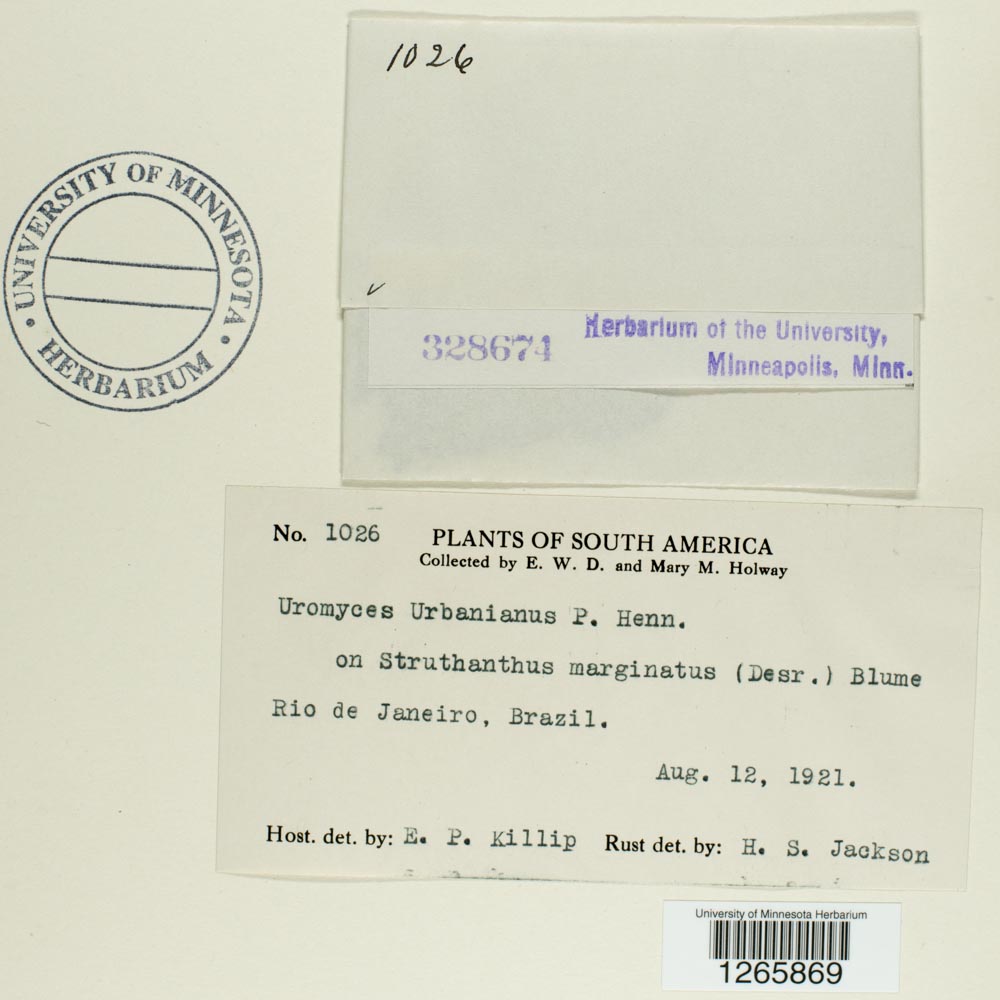 1026
UNIVERSITY OF MINNESOTA
HERBARIUM
328674
Herbarium of the University,
Minneapolis, Minn.
No. 1026 PLANTS OF SOUTH AMERICA
Collected by E. W. D. and Mary M. Holway
Uromyces Urbanianus P. Henn.
on Struthanthus marginatus (Desr.) Blume
Rio de Janeiro, Brazil.
Aug. 12, 1921.
Host. det. by: E. P. Killip Rust det. by: H. S. Jackson
University of Minnesota Herbarium
1265869